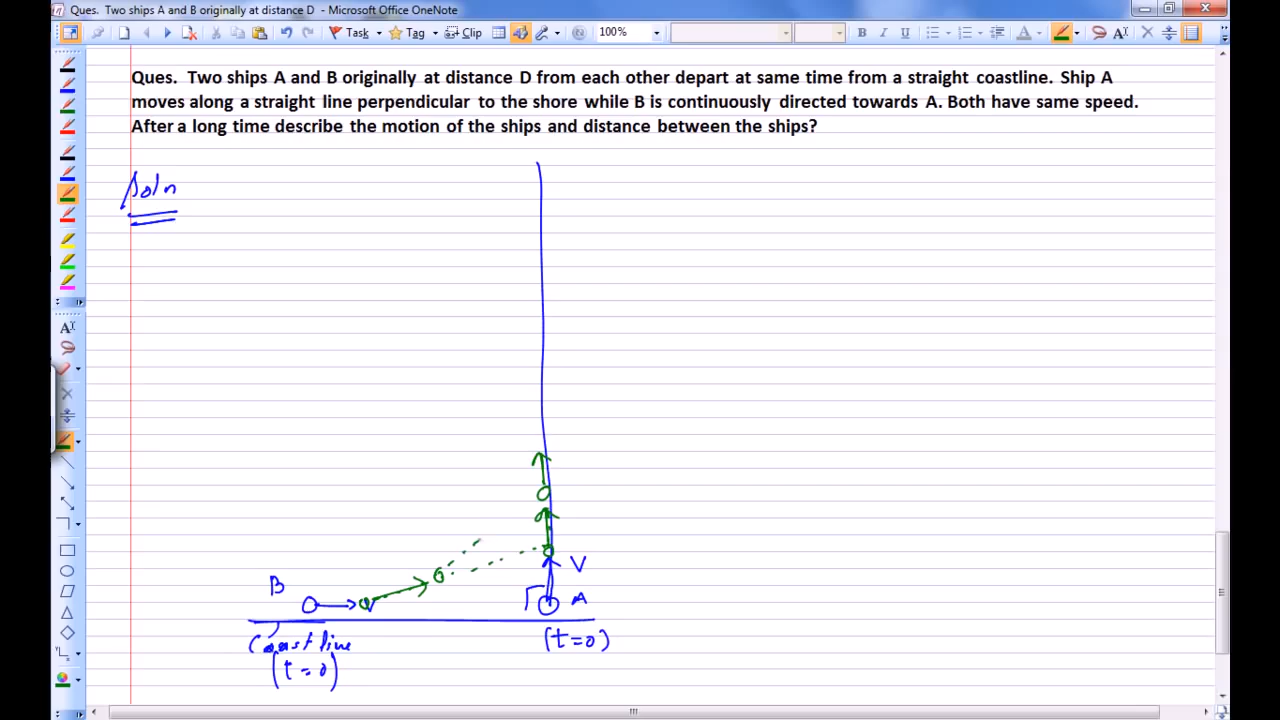 Ques. Two ships A and B originally at distance D - Microsoft Office OneNote
Task Tag Clip 100% B I U A A
Ques. Two ships A and B originally at distance D from each other depart at same time from a straight coastline. Ship A
moves along a straight line perpendicular to the shore while B is continuously directed towards A. Both have same speed.
After a long time describe the motion of the ships and distance between the ships?
Soln
V
B
V
A
Coastline
(t=0)
(t=0)